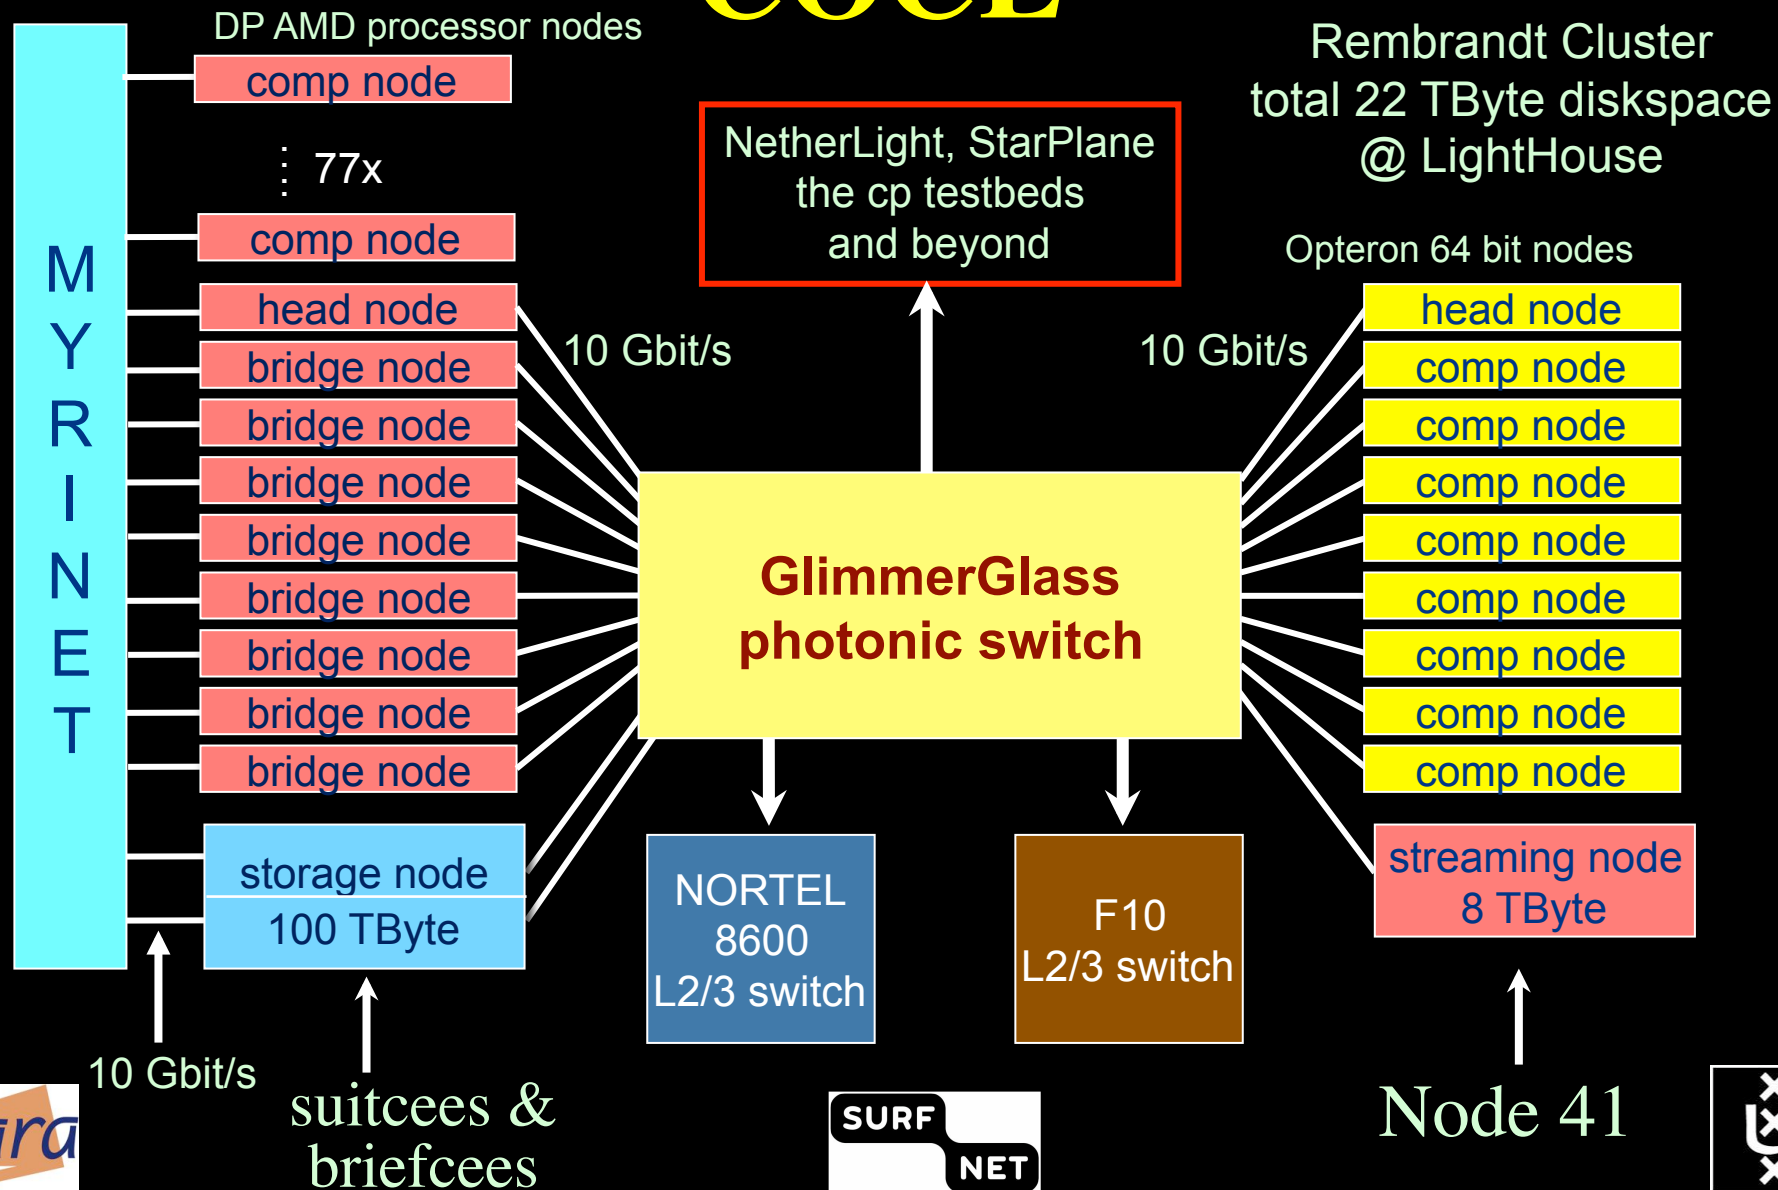 COCE
DP AMD processor nodes
comp node
77x
comp node
head node
bridge node
bridge node
bridge node
bridge node
bridge node
bridge node
bridge node
bridge node
storage node
100 TByte
MYRINET
10 Gbit/s
10 Gbit/s
suitcees &
briefcees
NetherLight, StarPlane
the cp testbeds
and beyond
GlimmerGlass
photonic switch
NORTEL
8600
L2/3 switch
F10
L2/3 switch
SURF
NET
Rembrandt Cluster
total 22 TByte diskspace
@ LightHouse
Opteron 64 bit nodes
10 Gbit/s
head node
comp node
comp node
comp node
comp node
comp node
comp node
comp node
comp node
streaming node
8 TByte
Node 41